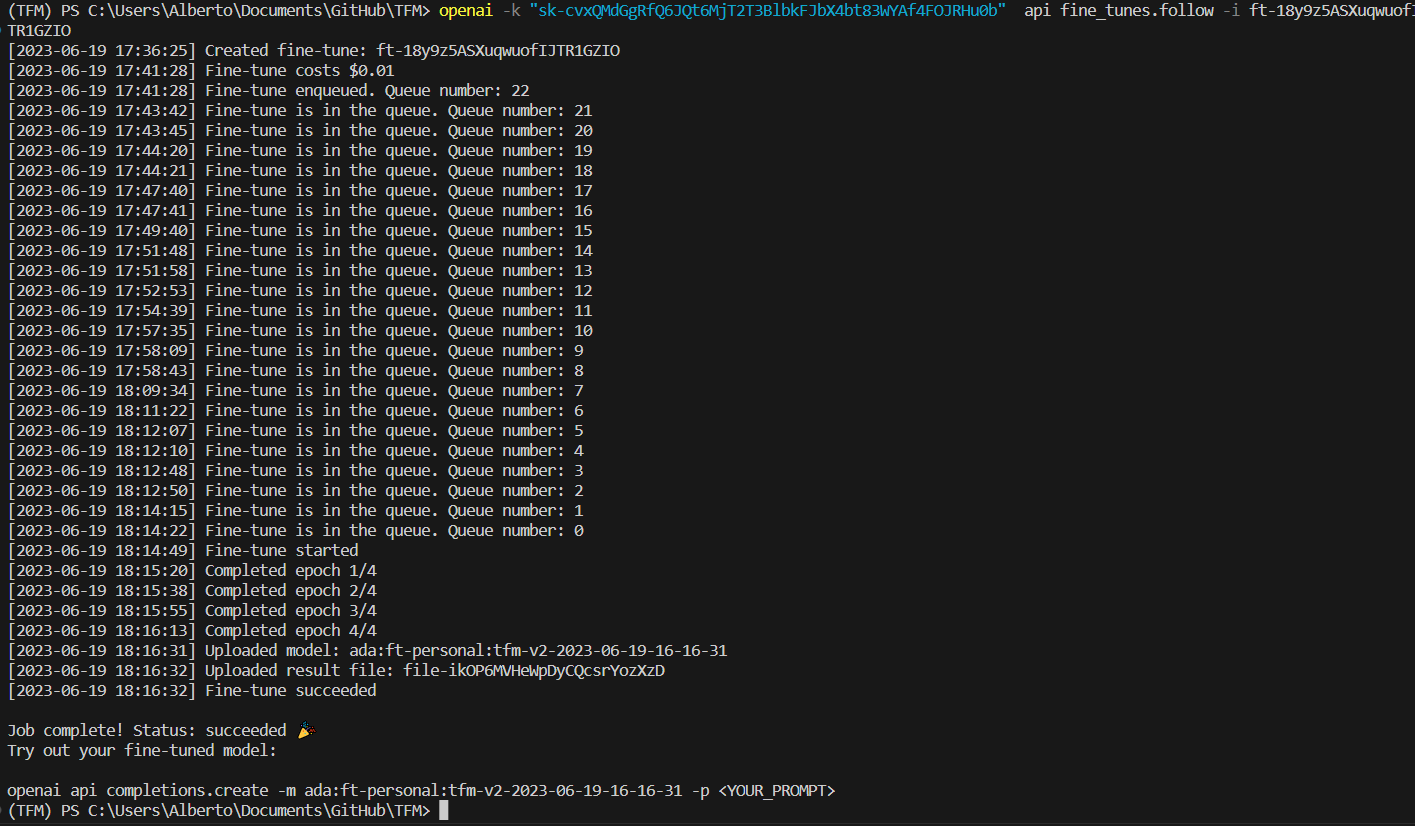 (TFM) PS C:\Users\Alberto\Documents\GitHub\TFM> openai -k "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"  api fine_tunes.follow -i ft-18y9z5ASXuqwuofI
TR1GZIO
[2023-06-19 17:36:25] Created fine-tune: ft-18y9z5ASXuqwuofIJTR1GZIO
[2023-06-19 17:41:28] Fine-tune costs $0.01
[2023-06-19 17:41:28] Fine-tune enqueued. Queue number: 22
[2023-06-19 17:43:42] Fine-tune is in the queue. Queue number: 21
[2023-06-19 17:43:45] Fine-tune is in the queue. Queue number: 20
[2023-06-19 17:44:20] Fine-tune is in the queue. Queue number: 19
[2023-06-19 17:44:21] Fine-tune is in the queue. Queue number: 18
[2023-06-19 17:47:40] Fine-tune is in the queue. Queue number: 17
[2023-06-19 17:47:41] Fine-tune is in the queue. Queue number: 16
[2023-06-19 17:49:40] Fine-tune is in the queue. Queue number: 15
[2023-06-19 17:51:48] Fine-tune is in the queue. Queue number: 14
[2023-06-19 17:51:58] Fine-tune is in the queue. Queue number: 13
[2023-06-19 17:52:53] Fine-tune is in the queue. Queue number: 12
[2023-06-19 17:54:39] Fine-tune is in the queue. Queue number: 11
[2023-06-19 17:57:35] Fine-tune is in the queue. Queue number: 10
[2023-06-19 17:58:09] Fine-tune is in the queue. Queue number: 9
[2023-06-19 17:58:43] Fine-tune is in the queue. Queue number: 8
[2023-06-19 18:09:34] Fine-tune is in the queue. Queue number: 7
[2023-06-19 18:11:22] Fine-tune is in the queue. Queue number: 6
[2023-06-19 18:12:07] Fine-tune is in the queue. Queue number: 5
[2023-06-19 18:12:10] Fine-tune is in the queue. Queue number: 4
[2023-06-19 18:12:48] Fine-tune is in the queue. Queue number: 3
[2023-06-19 18:12:50] Fine-tune is in the queue. Queue number: 2
[2023-06-19 18:14:15] Fine-tune is in the queue. Queue number: 1
[2023-06-19 18:14:22] Fine-tune is in the queue. Queue number: 0
[2023-06-19 18:14:49] Fine-tune started
[2023-06-19 18:15:20] Completed epoch 1/4
[2023-06-19 18:15:38] Completed epoch 2/4
[2023-06-19 18:15:55] Completed epoch 3/4
[2023-06-19 18:16:13] Completed epoch 4/4
[2023-06-19 18:16:31] Uploaded model: ada:ft-personal:tfm-v2-2023-06-19-16-16-31
[2023-06-19 18:16:32] Uploaded result file: file-ikOP6MVHeWpDyCQcsrYozXzD
[2023-06-19 18:16:32] Fine-tune succeeded
Job complete! Status: succeeded 🎉
Try out your fine-tuned model:
openai api completions.create -m ada:ft-personal:tfm-v2-2023-06-19-16-16-31 -p <YOUR_PROMPT>
(TFM) PS C:\Users\Alberto\Documents\GitHub\TFM>